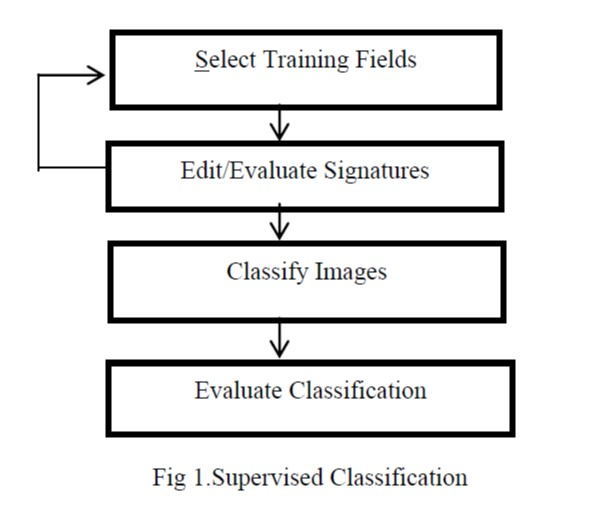 Select Training Fields
Edit/Evaluate Signatures
Classify Images
Evaluate Classification
Fig 1.Supervised Classification